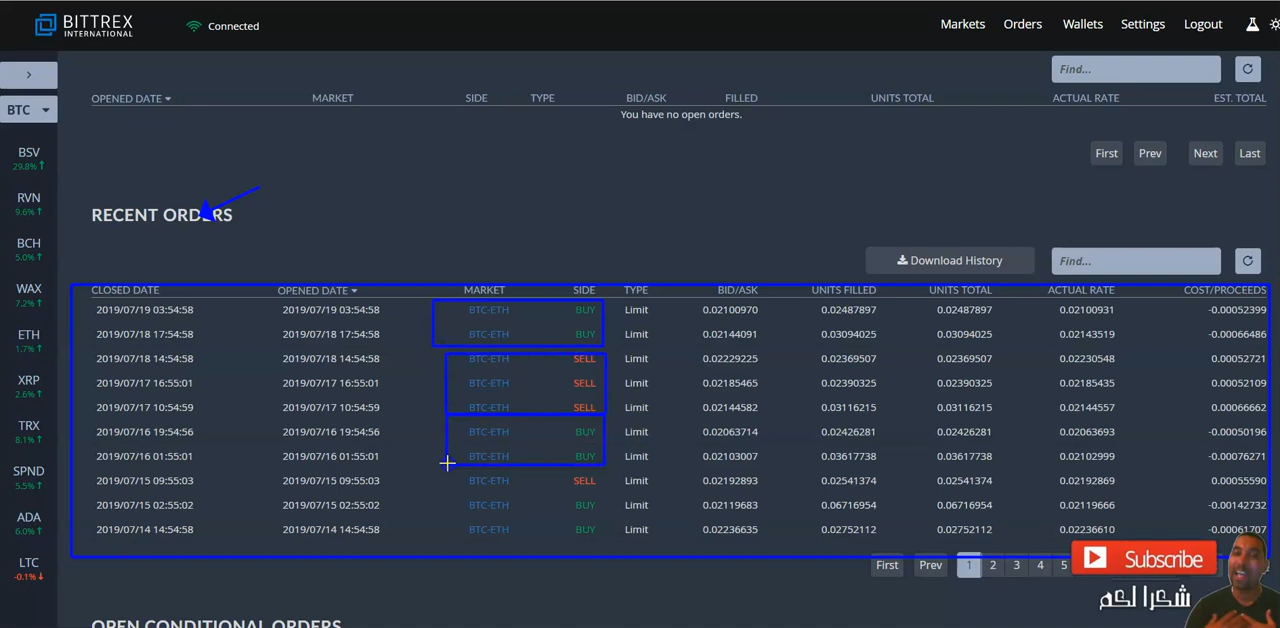 BITTREX INTERNATIONAL Connected Markets Orders Wallets Settings Logout
Find...
BTC
OPENED DATE MARKET SIDE TYPE BID/ASK FILLED UNITS TOTAL ACTUAL RATE EST. TOTAL
You have no open orders.
First Prev Next Last
BSV
29.8% ↑
RVN
9.6% ↑
BCH
5.0% ↑
WAX
7.2% ↑
ETH
1.7% ↑
XRP
2.6% ↑
TRX
8.1% ↑
SPND
5.5% ↑
ADA
6.0% ↑
LTC
-0.1% ↓
RECENT ORDERS
Download History Find...
CLOSED DATE OPENED DATE MARKET SIDE TYPE BID/ASK UNITS FILLED UNITS TOTAL ACTUAL RATE COST/PROCEEDS
2019/07/19 03:54:58 2019/07/19 03:54:58 BTC-ETH BUY Limit 0.02100970 0.02487897 0.02487897 0.02100931 -0.00052399
2019/07/18 17:54:58 2019/07/18 17:54:58 BTC-ETH BUY Limit 0.02144091 0.03094025 0.03094025 0.02143519 -0.00066486
2019/07/18 14:54:58 2019/07/18 14:54:58 BTC-ETH SELL Limit 0.02229225 0.02369507 0.02369507 0.02230548 0.00052721
2019/07/17 16:55:01 2019/07/17 16:55:01 BTC-ETH SELL Limit 0.02185465 0.02390325 0.02390325 0.02185435 0.00052109
2019/07/17 10:54:59 2019/07/17 10:54:59 BTC-ETH SELL Limit 0.02144582 0.03116215 0.03116215 0.02144557 0.00066662
2019/07/16 19:54:56 2019/07/16 19:54:56 BTC-ETH BUY Limit 0.02063714 0.02426281 0.02426281 0.02063693 -0.00050196
2019/07/16 01:55:01 2019/07/16 01:55:01 BTC-ETH BUY Limit 0.02103007 0.03617738 0.03617738 0.02102999 -0.00076271
2019/07/15 09:55:03 2019/07/15 09:55:03 BTC-ETH SELL Limit 0.02192893 0.02541374 0.02541374 0.02192869 0.00055590
2019/07/15 02:55:02 2019/07/15 02:55:02 BTC-ETH BUY Limit 0.02119683 0.06716954 0.06716954 0.02119666 -0.00142732
2019/07/14 14:54:58 2019/07/14 14:54:58 BTC-ETH BUY Limit 0.02236635 0.02752112 0.02752112 0.02236610 -0.00061707
First Prev 1 2 3 4 5
Subscribe
شكرا لكم
OPEN CONDITIONAL ORDERS